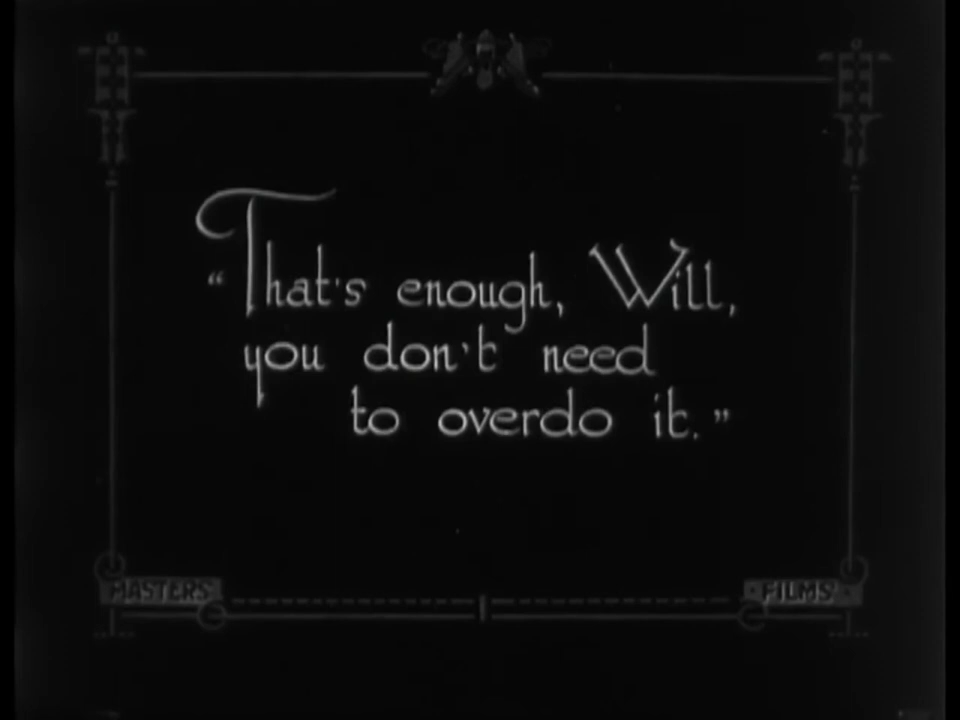 “That's enough, Will,
you don't need
to overdo it.”
MASTERS
FILMS